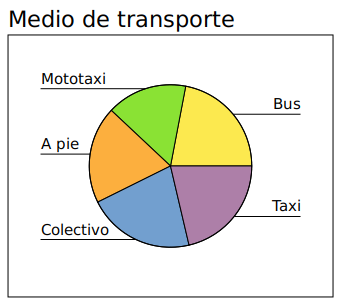 Medio de transporte
Mototaxi
Bus
A pie
Taxi
Colectivo